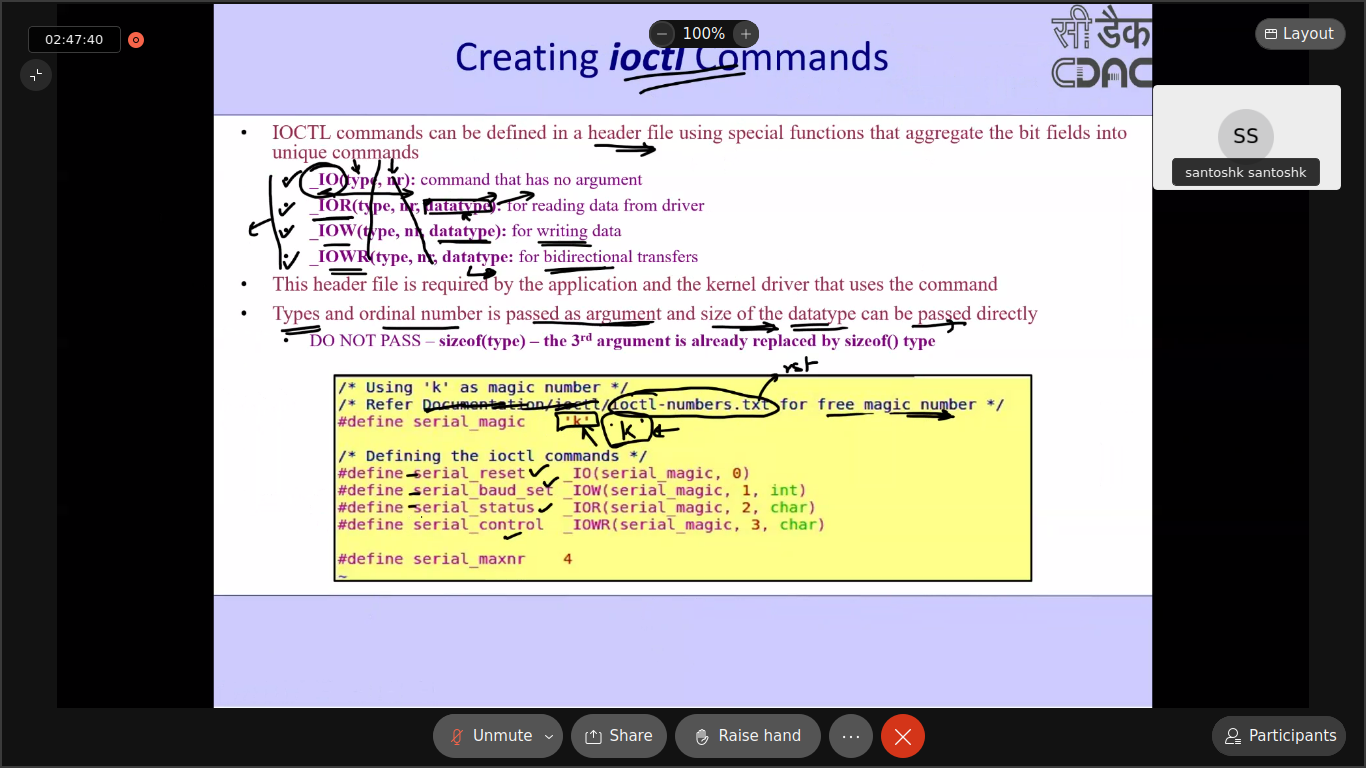 02:47:40
100%
Layout
Creating ioctl Commands
सी डैक
CDAC
SS
santoshk santoshk
• IOCTL commands can be defined in a header file using special functions that aggregate the bit fields into
unique commands
• _IO(type, nr): command that has no argument
• _IOR(type, nr, datatype): for reading data from driver
• _IOW(type, nr, datatype): for writing data
• _IOWR(type, nr, datatype: for bidirectional transfers
• This header file is required by the application and the kernel driver that uses the command
• Types and ordinal number is passed as argument and size of the datatype can be passed directly
• DO NOT PASS – sizeof(type) – the 3rd argument is already replaced by sizeof() type
rst
/* Using 'k' as magic number */
/* Refer Documentation/ioctl/ioctl-numbers.txt for free magic number */
#define serial_magic 'k' 'k'
/* Defining the ioctl commands */
#define serial_reset _IO(serial_magic, 0)
#define serial_baud_set _IOW(serial_magic, 1, int)
#define serial_status _IOR(serial_magic, 2, char)
#define serial_control _IOWR(serial_magic, 3, char)
#define serial_maxnr 4
~
Unmute
Share
Raise hand
Participants